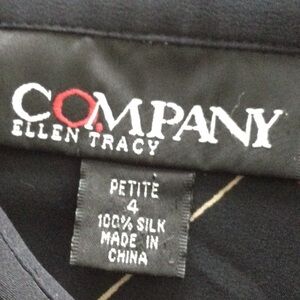 COMPANY
ELLEN TRACY
PETITE
4
100% SILK
MADE IN
CHINA